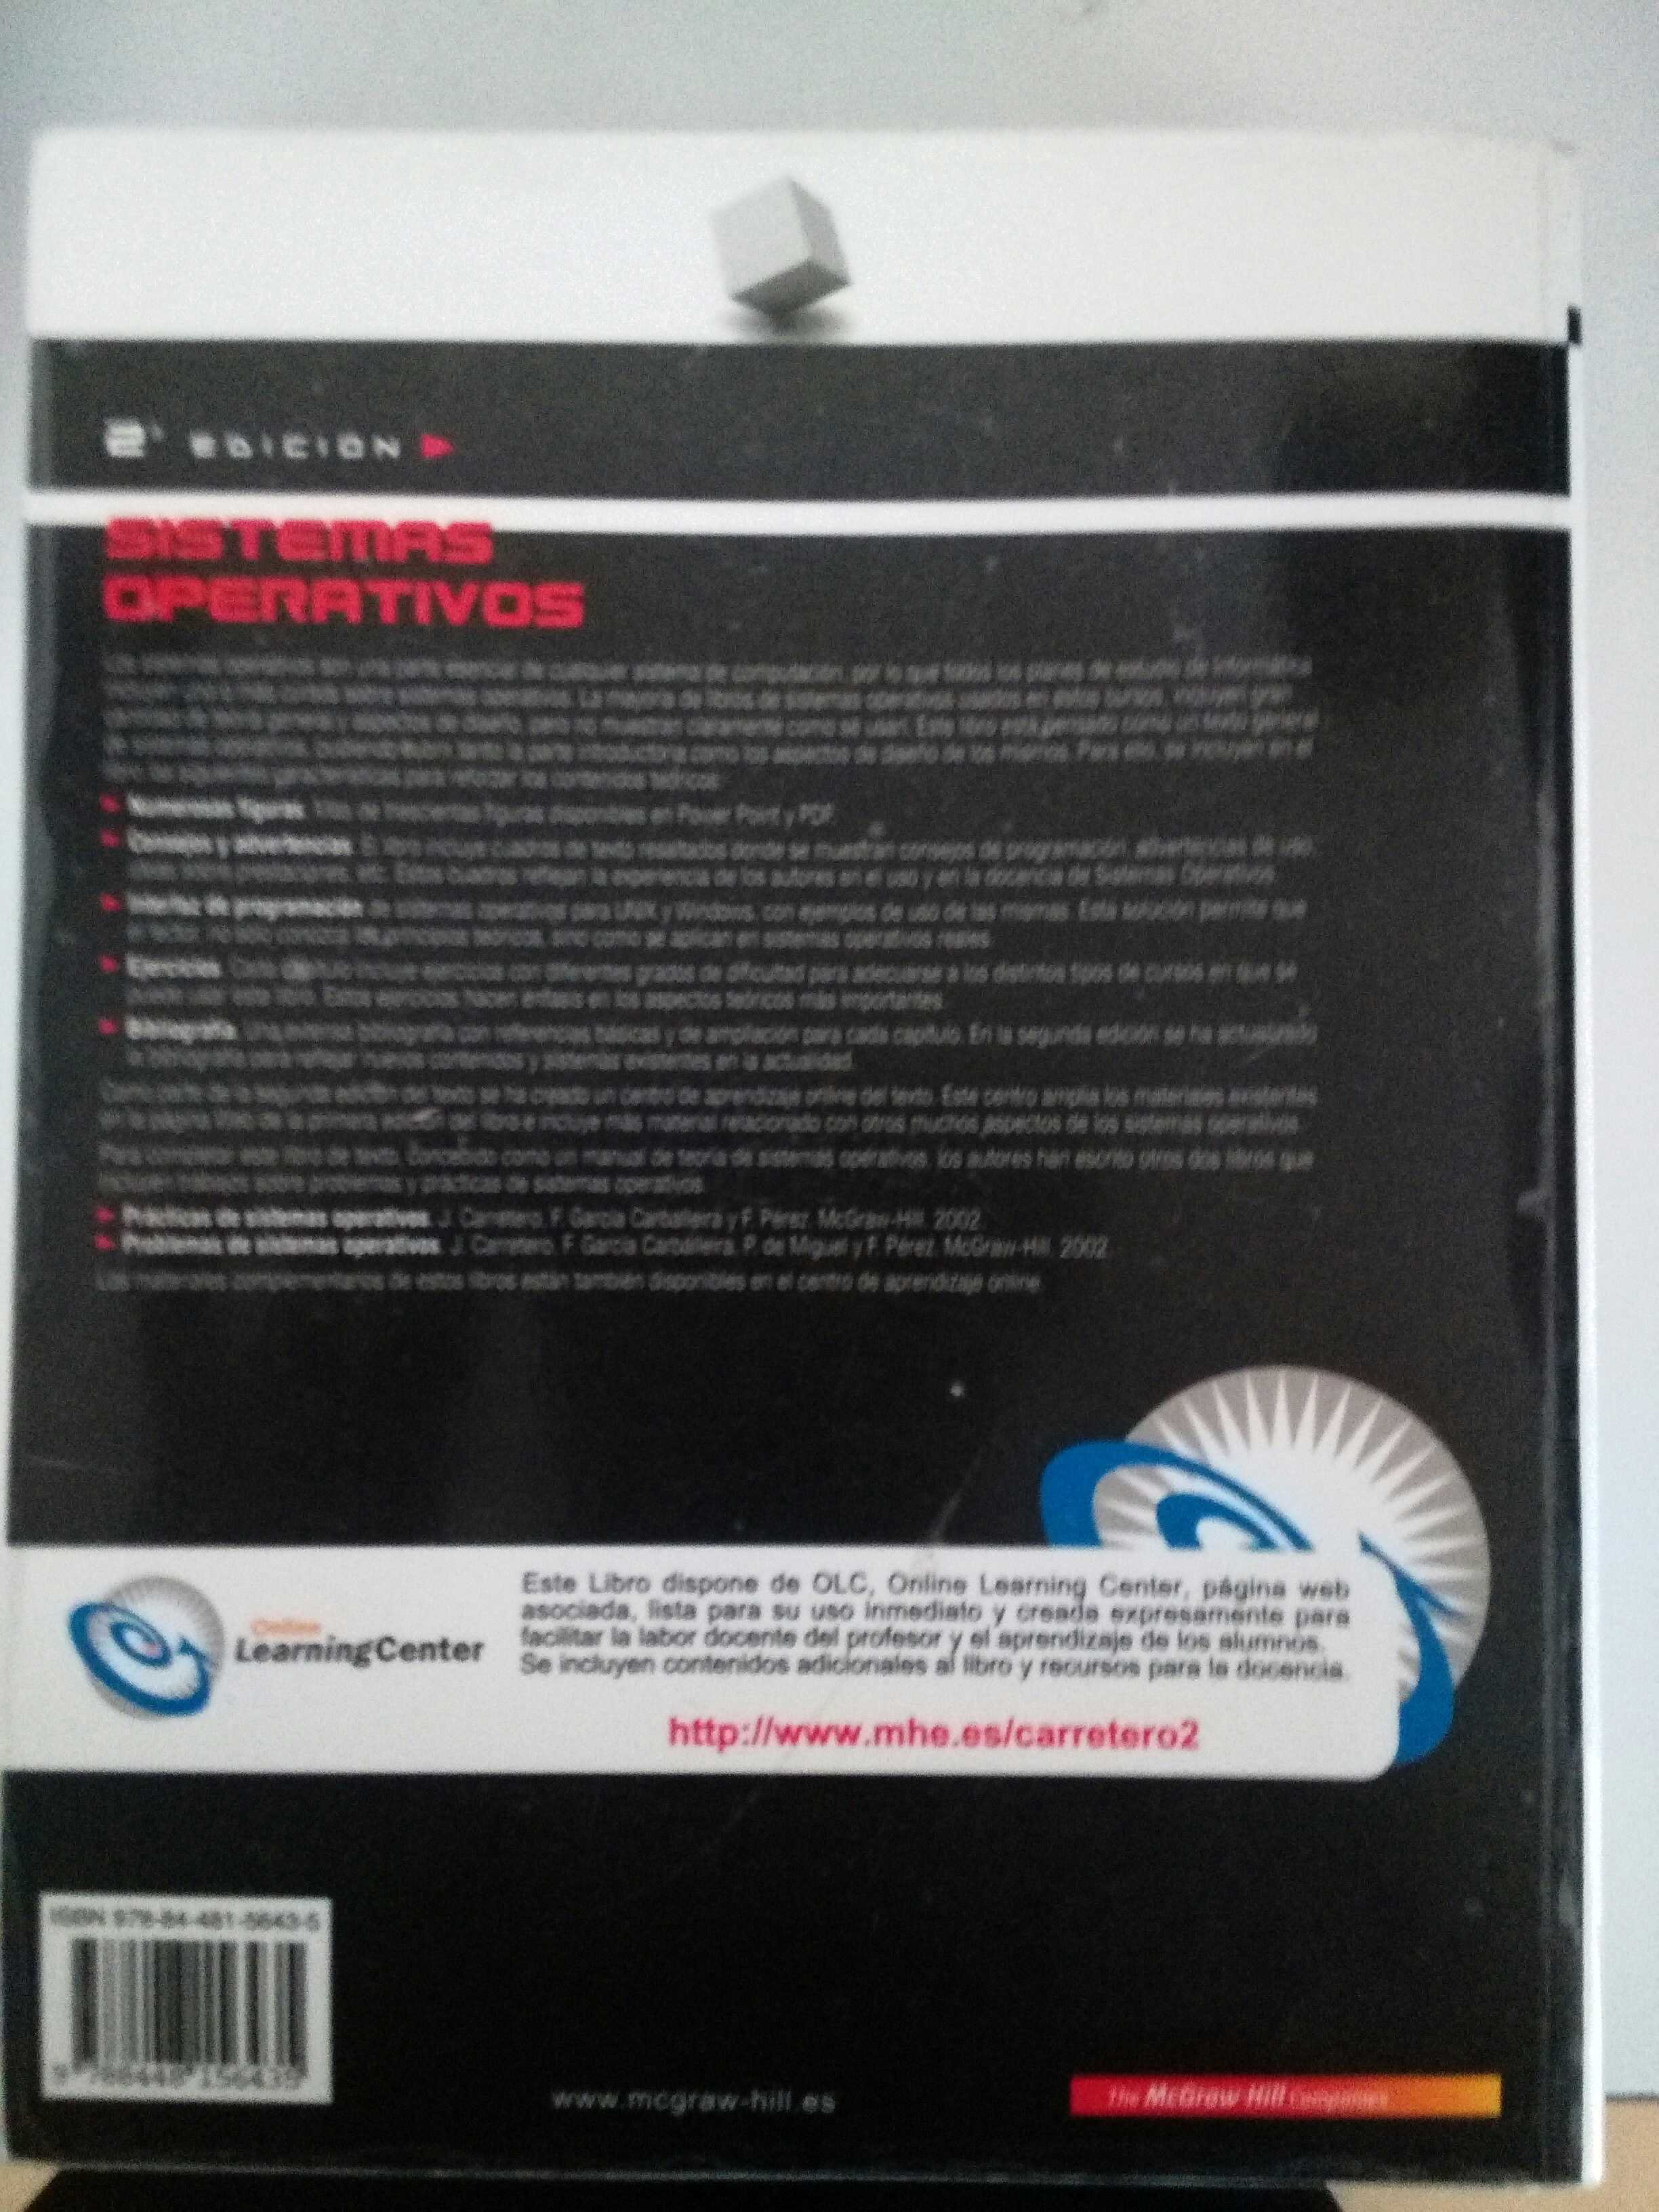 2ª EDICION
SISTEMAS
OPERATIVOS
Los sistemas operativos son una parte esencial de cualquier sistema de computación, por lo que todos los planes de estudio de Informática
incluyen uno o más cursos sobre sistemas operativos. La mayoría de libros de sistemas operativos usados en estos cursos, incluyen gran
de teoría general y aspectos de diseño, pero no muestran claramente cómo se usan. Este libro está pensado como un texto general
de sistemas operativos, tanto la parte introductoria como los aspectos de diseño de los mismos. Para ello, se incluyen en el
libro las siguientes características para reforzar los contenidos teóricos:
Numerosas figuras. Más de trescientas figuras disponibles en Power Point y PDF.
Consejos y advertencias. El libro incluye cuadros de texto resaltados donde se muestran consejos de programación, advertencias de uso,
sobre prestaciones, etc. Estos cuadros reflejan la experiencia de los autores en el uso y en la docencia de Sistemas Operativos.
Interfaz de programación de sistemas operativos para UNIX y Windows, con ejemplos de uso de las mismas. Esta solución permite que
el lector, no sólo conozca los principios teóricos, sino cómo se aplican en sistemas operativos reales.
Ejercicios. Cada capítulo incluye ejercicios con diferentes grados de dificultad para adecuarse a los distintos tipos de cursos en que se
puede usar este libro. Estos ejercicios hacen énfasis en los aspectos teóricos más importantes.
Bibliografía. Una extensa bibliografía con referencias básicas y de ampliación para cada capítulo. En la segunda edición se ha actualizado
la bibliografía para reflejar nuevos contenidos y sistemas existentes en la actualidad.
Como parte de la segunda edición del texto se ha creado un centro de aprendizaje online del texto. Este centro amplía los materiales existentes
en la página Web de la primera edición del libro e incluye más material relacionado con otros muchos aspectos de los sistemas operativos.
Para completar este libro de texto, concebido como un manual de teoría de sistemas operativos, los autores han escrito otros dos libros que
incluyen trabajos sobre problemas y prácticas de sistemas operativos.
Prácticas de sistemas operativos. J. Carretero, F. García Carballeira y F. Pérez. McGraw-Hill. 2002.
Problemas de sistemas operativos. J. Carretero, F. García Carballeira, P. de Miguel y F. Pérez. McGraw-Hill. 2002.
Los materiales complementarios de estos libros están también disponibles en el centro de aprendizaje online.
Online
LearningCenter
Este Libro dispone de OLC, Online Learning Center, página web
asociada, lista para su uso inmediato y creada expresamente para
facilitar la labor docente del profesor y el aprendizaje de los alumnos.
Se incluyen contenidos adicionales al libro y recursos para la docencia.
http://www.mhe.es/carretero2
ISBN 978-84-481-5643-5
9 788448 156435
www.mcgraw-hill.es
The McGraw Hill Companies